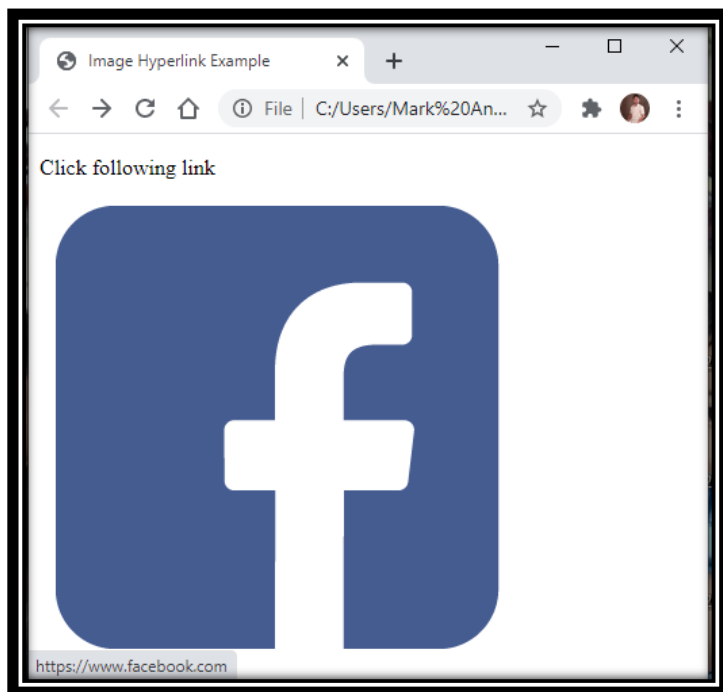 Image Hyperlink Example
File | C:/Users/Mark%20An...
Click following link
f
https://www.facebook.com